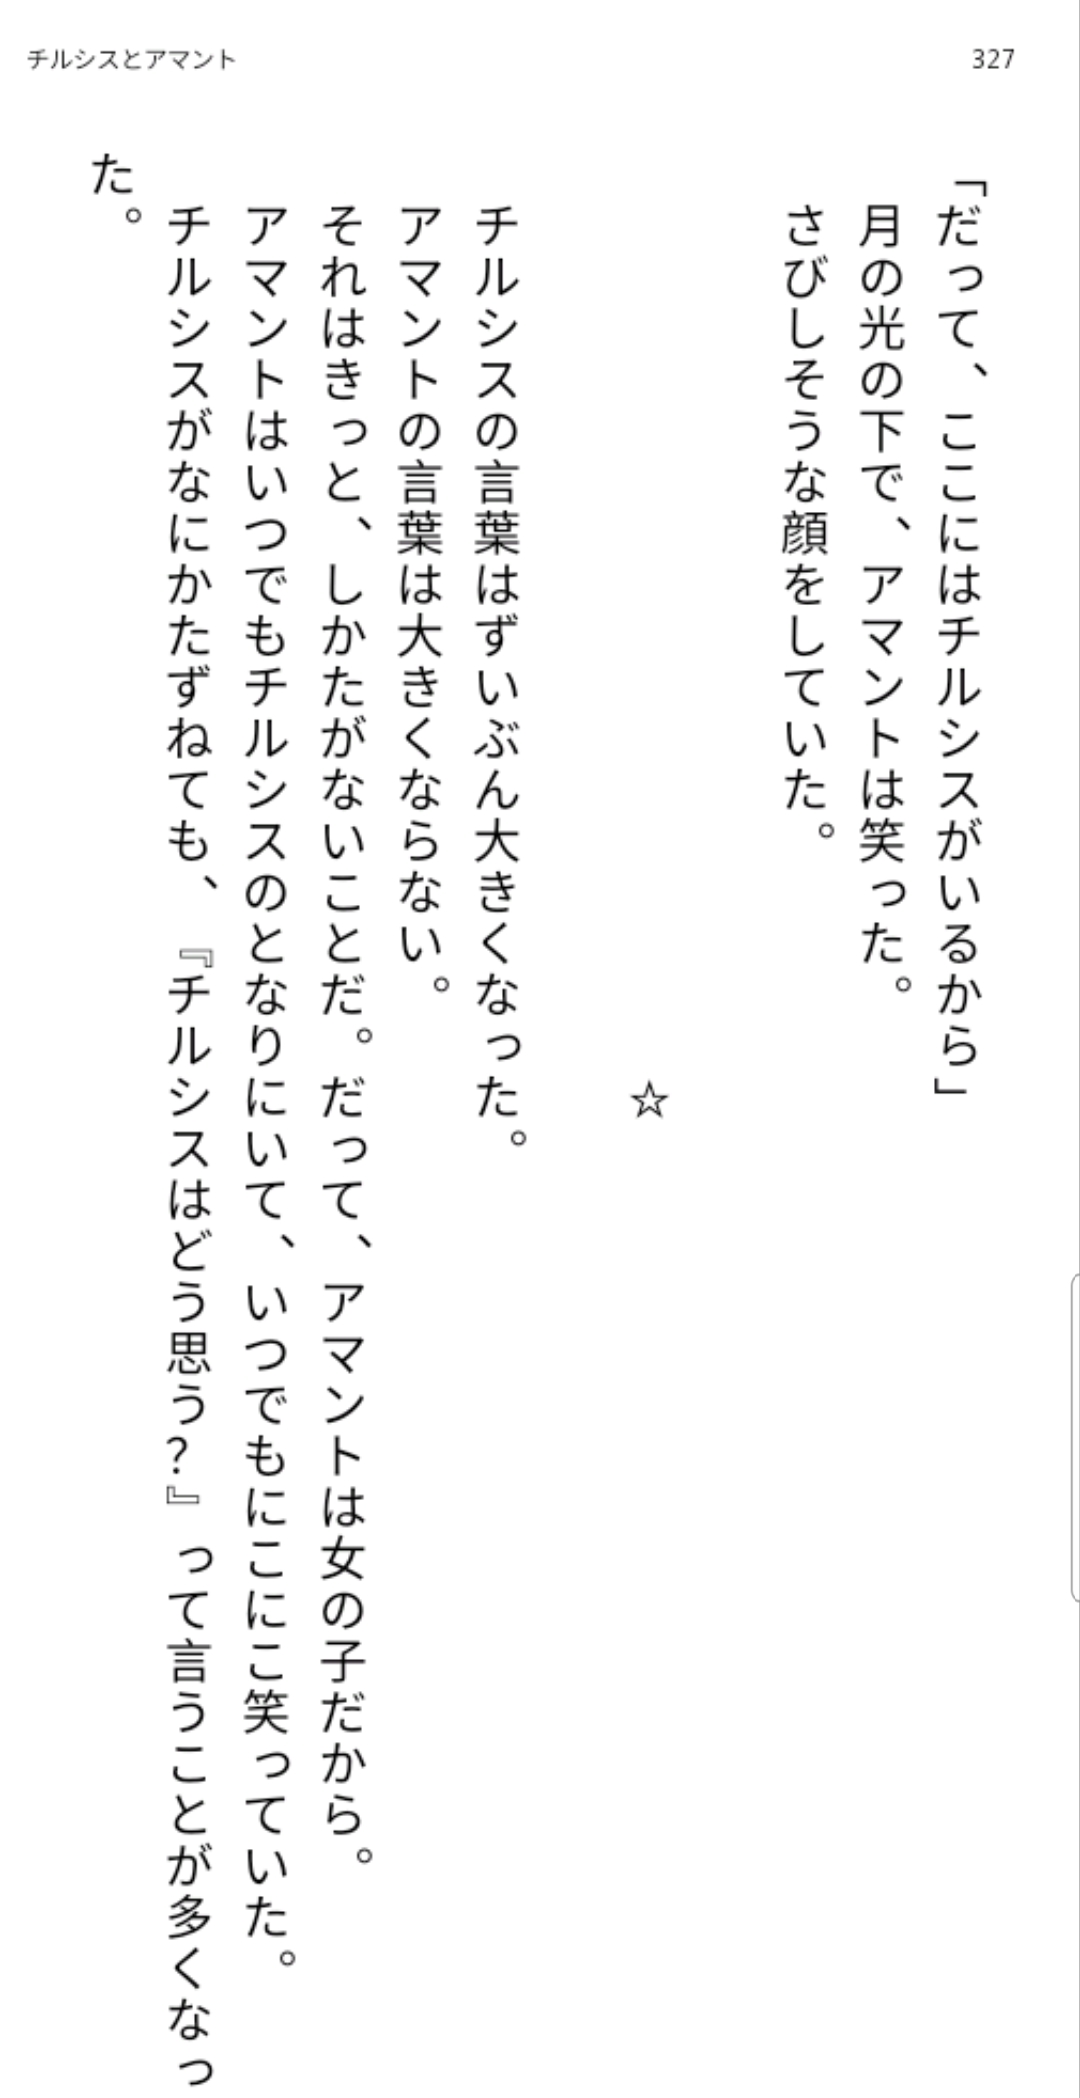 チルシスとアマント
327
「だって、ここにはチルシスがいるから」
月の光の下で、アマントは笑った。
さびしそうな顔をしていた。
☆
チルシスの言葉はずいぶん大きくなった。
アマントの言葉は大きくならない。
それはきっと、しかたがないことだ。だって、アマントは女の子だから。
アマントはいつでもチルシスのとなりにいて、いつでもにこにこ笑っていた。
チルシスがなにかたずねても、『チルシスはどう思う？』って言うことが多くなっ
た。